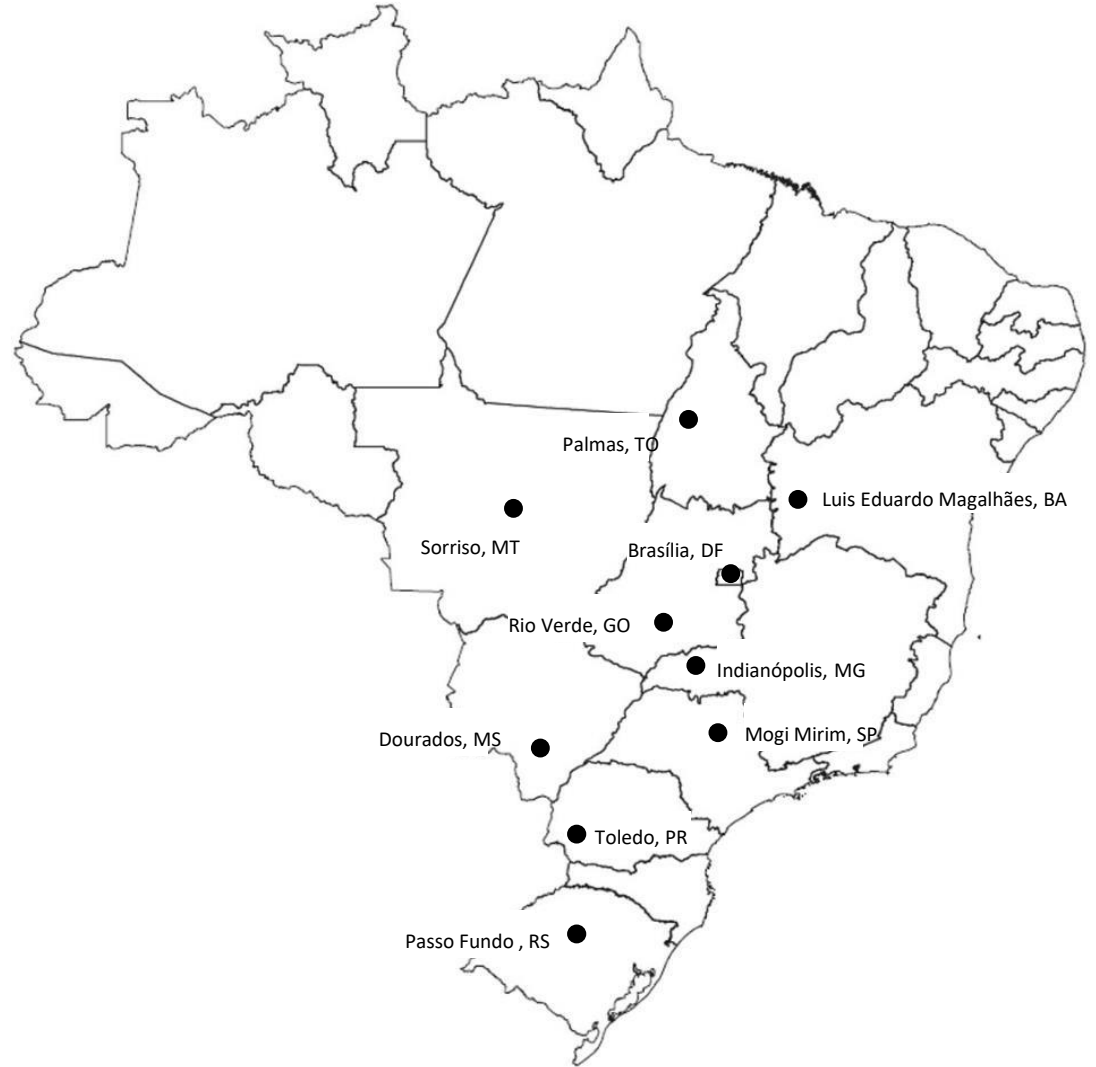 Palmas, TO
Luis Eduardo Magalhães, BA
Sorriso, MT
Brasília, DF
Rio Verde, GO
Indianópolis, MG
Dourados, MS
Mogi Mirim, SP
Toledo, PR
Passo Fundo , RS